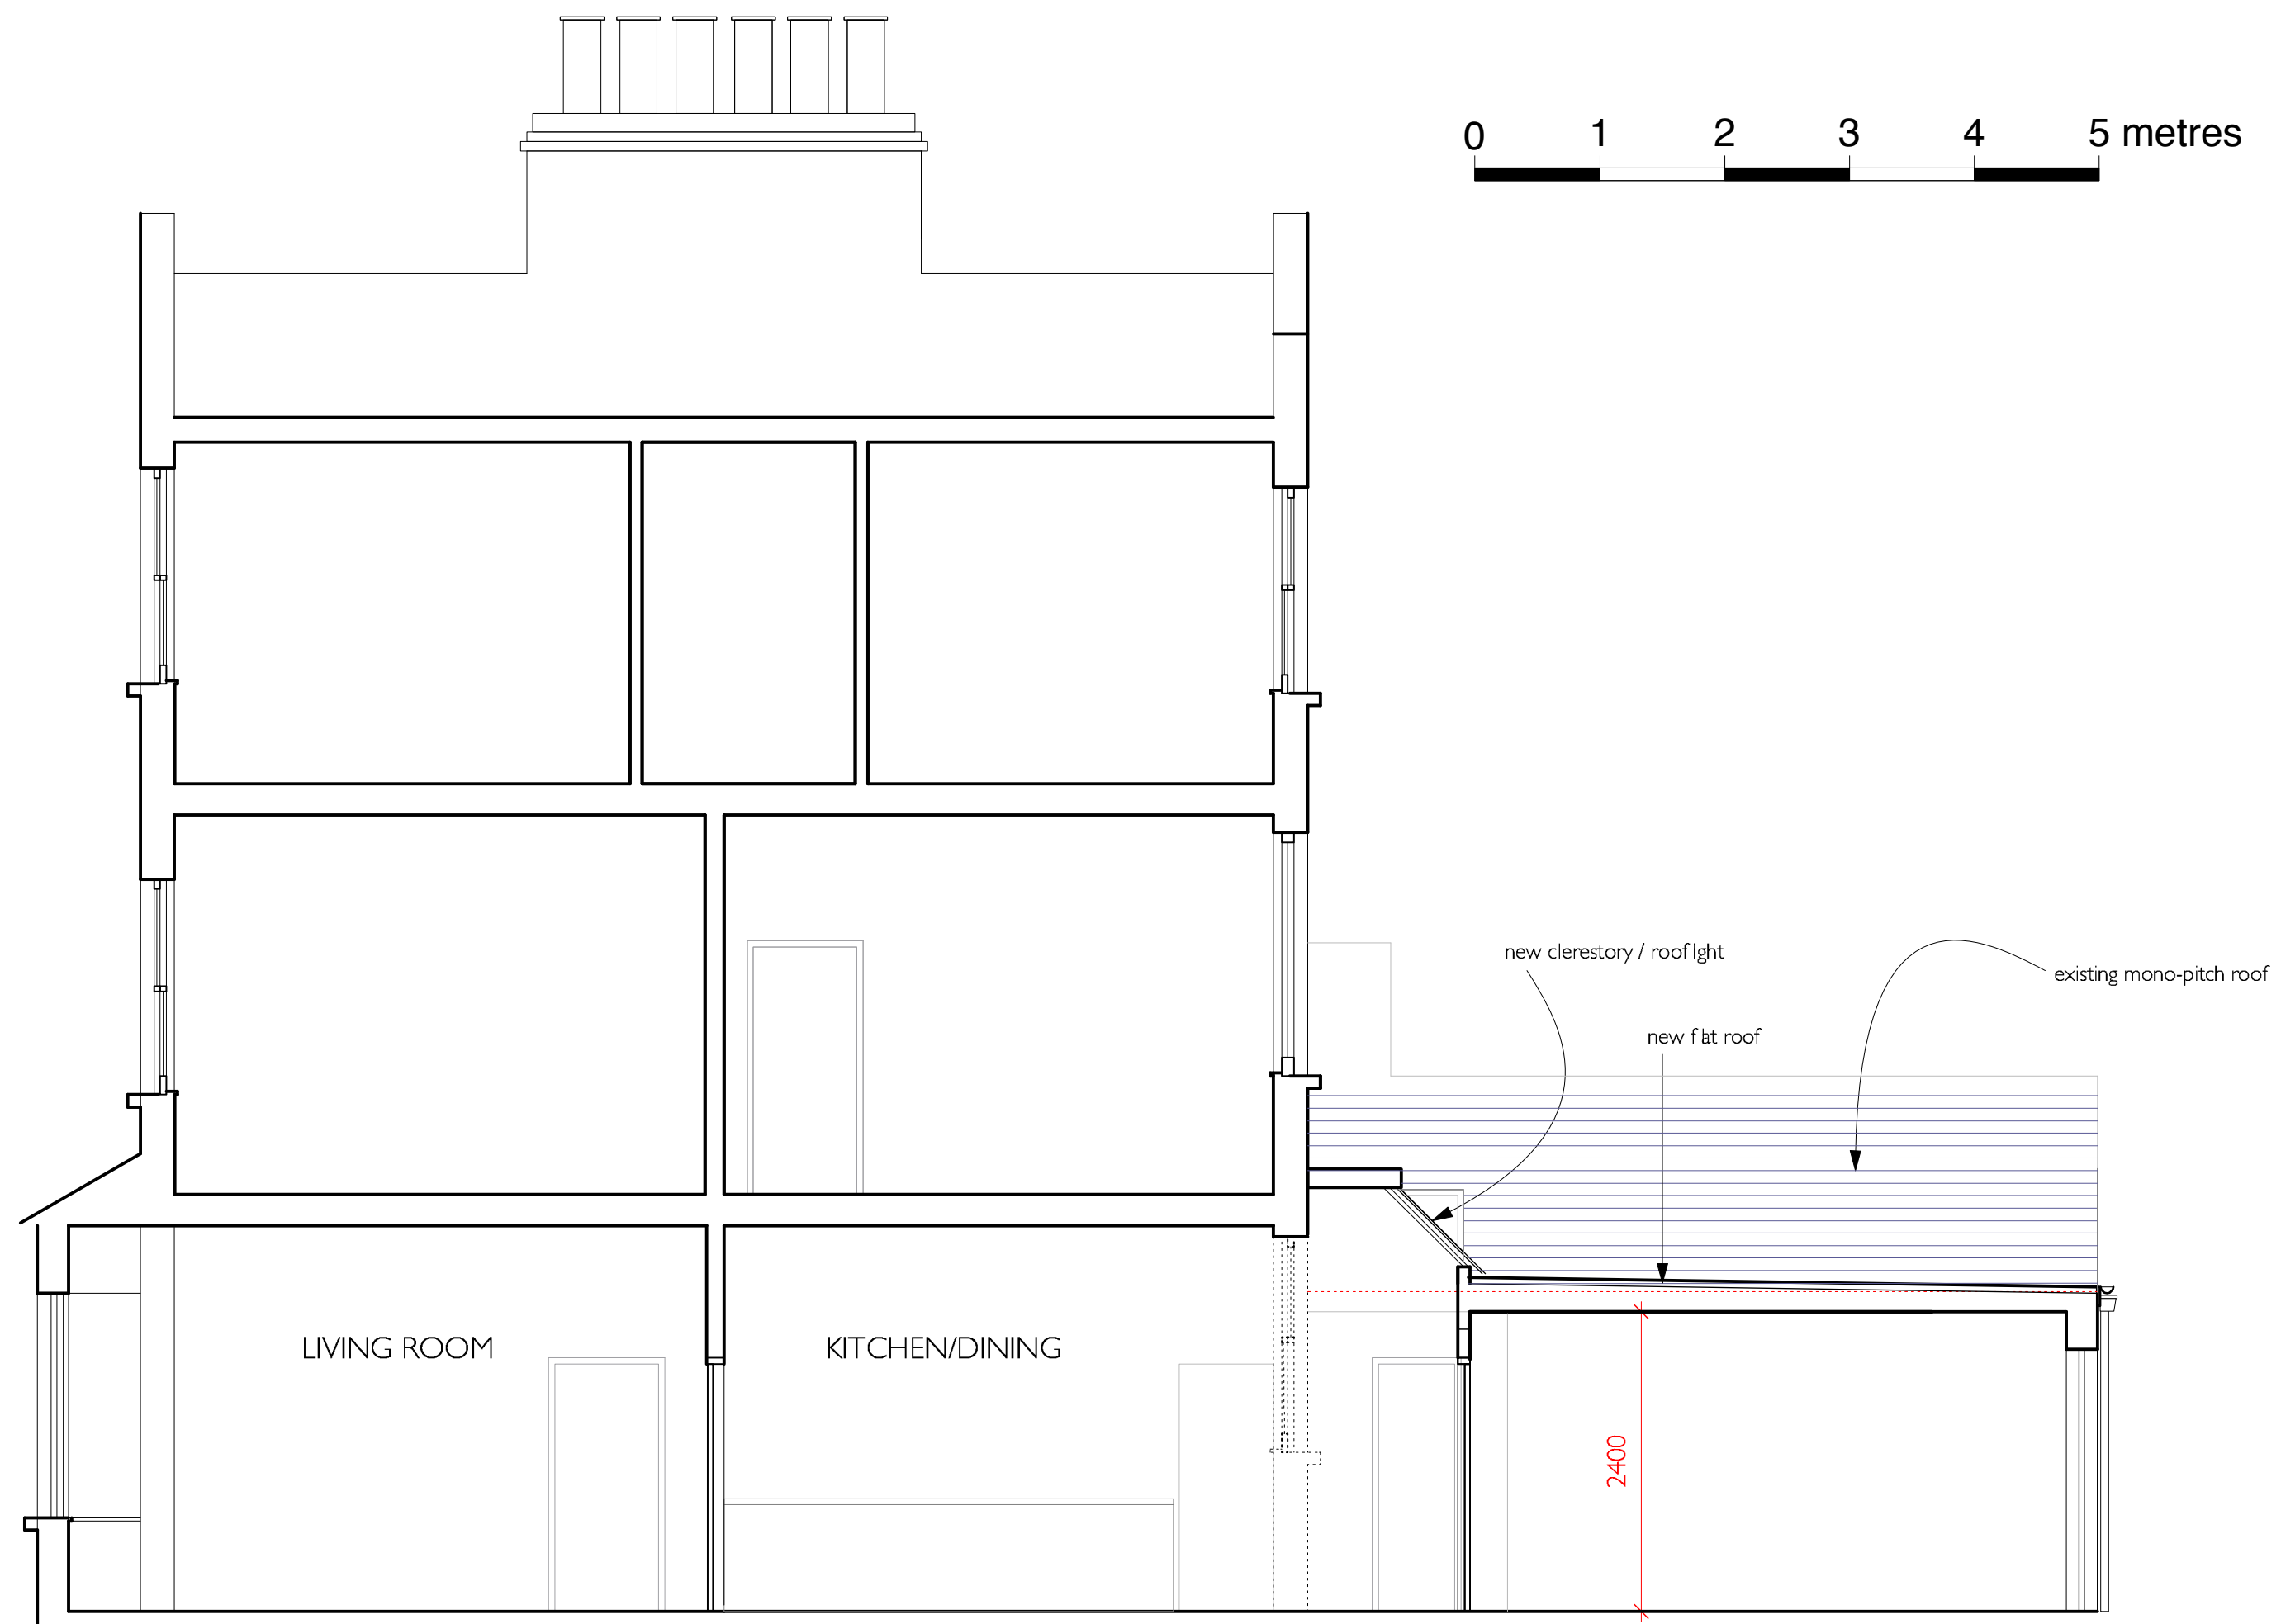 0 1 2 3 4 5 metres
new clerestory / roof lght
existing mono-pitch roof
new flat roof
LIVING ROOM
KITCHEN/DINING
2400